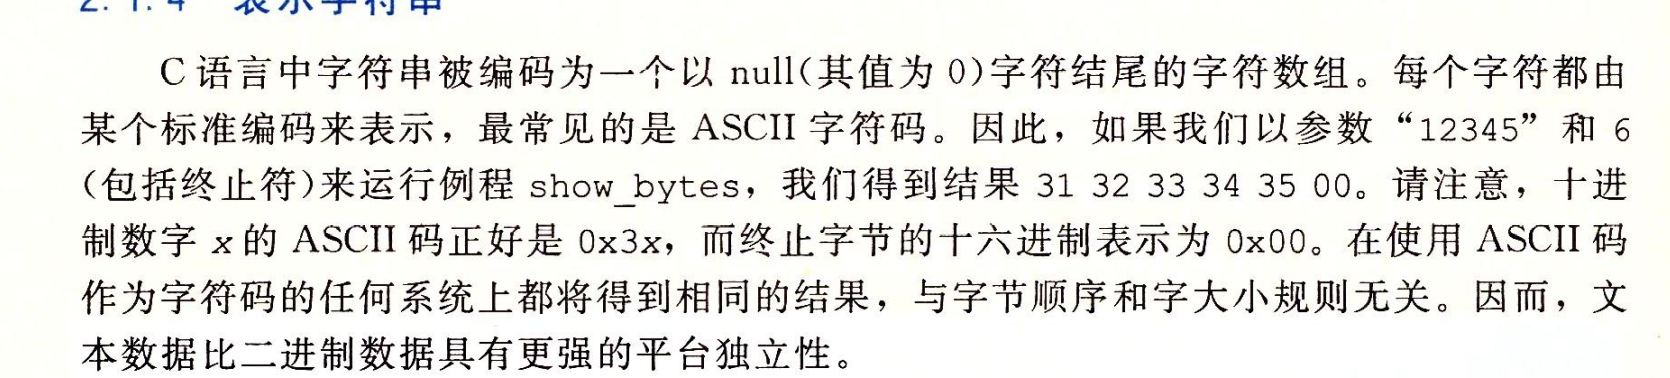 2.1.4 表示字符串
C 语言中字符串被编码为一个以 null(其值为 0)字符结尾的字符数组。每个字符都由
某个标准编码来表示，最常见的是 ASCII 字符码。因此，如果我们以参数“12345”和 6
(包括终止符)来运行例程 show_bytes，我们得到结果 31 32 33 34 35 00。请注意，十进
制数字 x 的 ASCII 码正好是 0x3x，而终止字节的十六进制表示为 0x00。在使用 ASCII 码
作为字符码的任何系统上都将得到相同的结果，与字节顺序和字大小规则无关。因而，文
本数据比二进制数据具有更强的平台独立性。